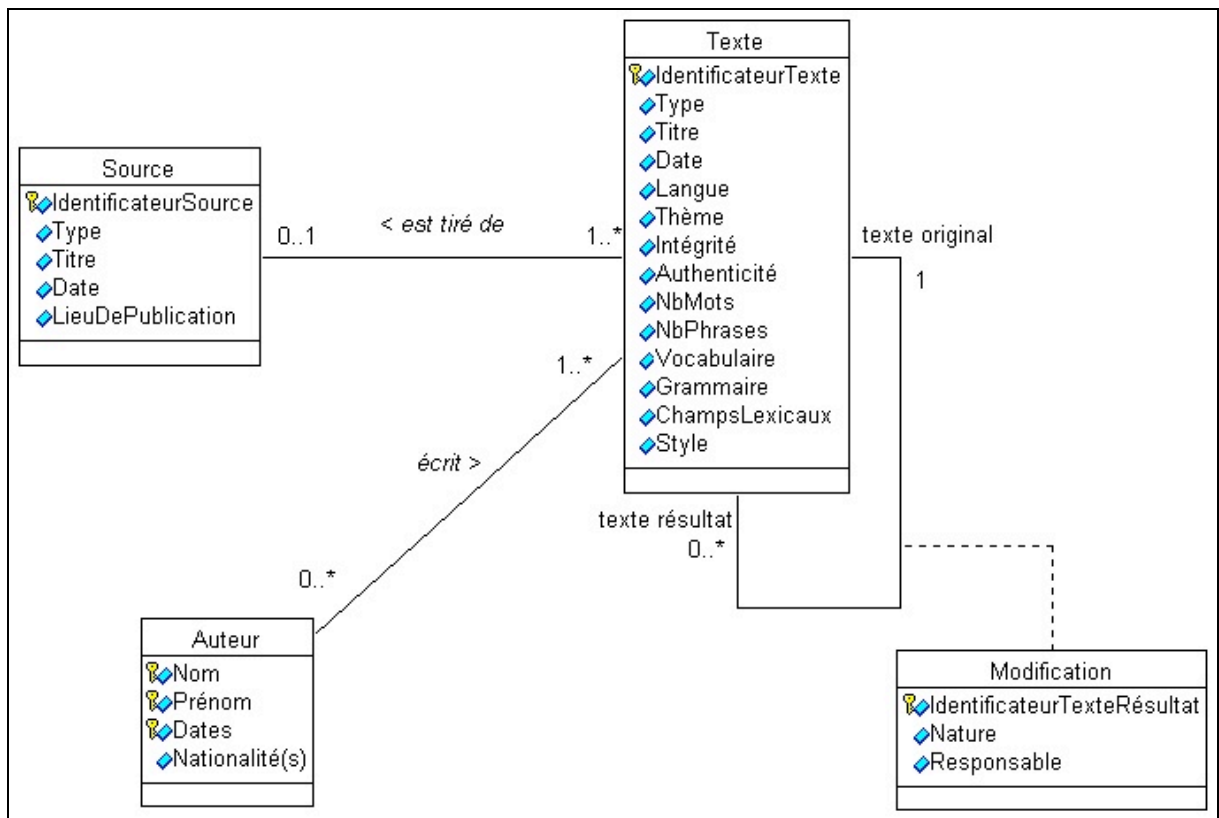 Texte
IdentificateurTexte
Type
Titre
Date
Langue
Thème
Intégrité
Authenticité
NbMots
NbPhrases
Vocabulaire
Grammaire
ChampsLexicaux
Style
Source
IdentificateurSource
Type
Titre
Date
LieuDePublication
0..1
< est tiré de
1..*
texte original
1
1..*
écrit >
0..*
texte résultat
0..*
Auteur
Nom
Prénom
Dates
Nationalité(s)
Modification
IdentificateurTexteRésultat
Nature
Responsable